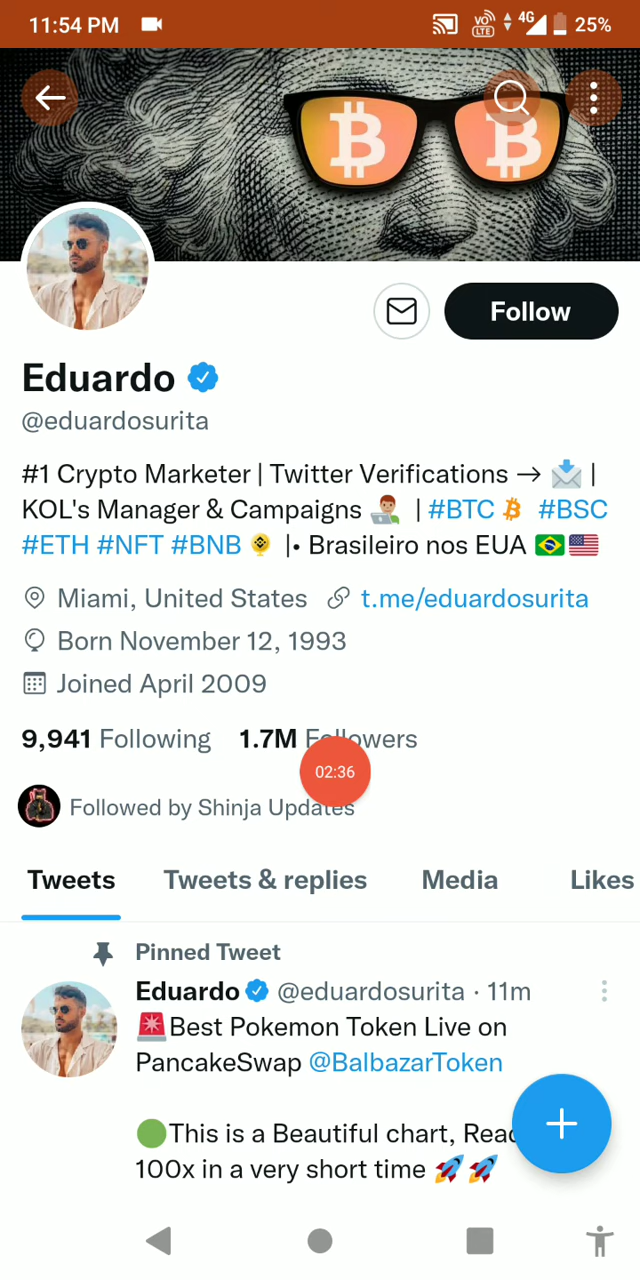 11:54 PM VO LTE 4G 25%
Follow
Eduardo
@eduardosurita
#1 Crypto Marketer | Twitter Verifications → 📩 |
KOL's Manager & Campaigns 👨🏽‍💻 | #BTC #BSC
#ETH #NFT #BNB |• Brasileiro nos EUA 🇧🇷🇺🇸
Miami, United States t.me/eduardosurita
Born November 12, 1993
Joined April 2009
9,941 Following 1.7M Followers
02:36
Followed by Shinja Updates
Tweets Tweets & replies Media Likes
Pinned Tweet
Eduardo @eduardosurita · 11m
🚨Best Pokemon Token Live on
PancakeSwap @BalbazarToken
🟢This is a Beautiful chart, Read
100x in a very short time 🚀🚀